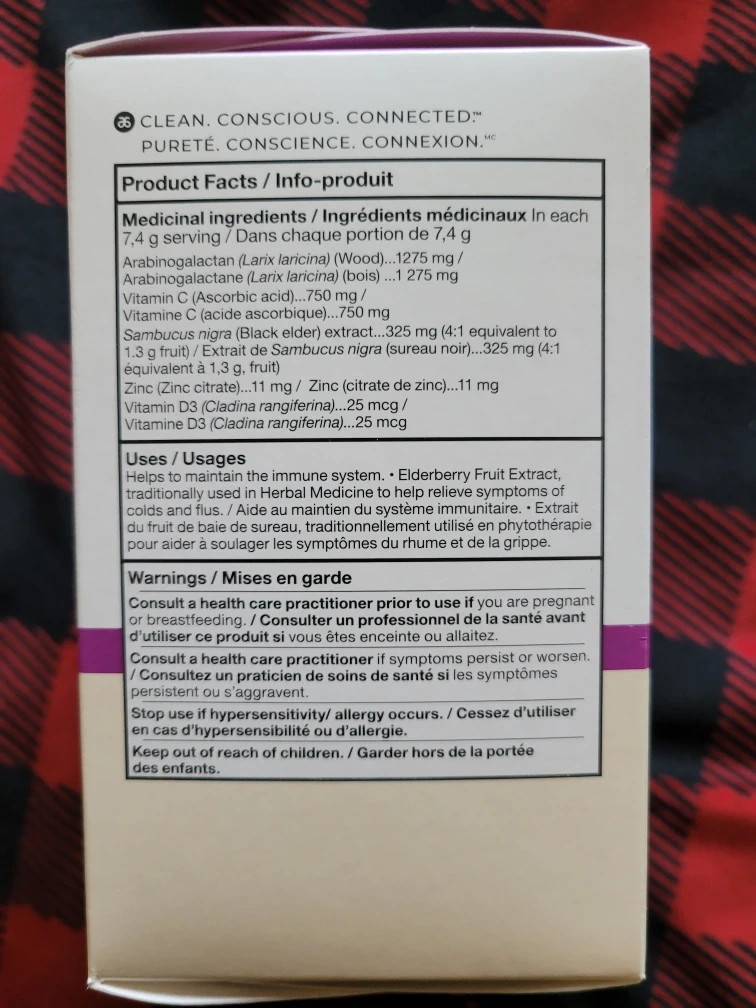 CLEAN. CONSCIOUS. CONNECTED.™
PURETÉ. CONSCIENCE. CONNEXION.ᴹᶜ
Product Facts / Info-produit
Medicinal ingredients / Ingrédients médicinaux In each
7,4 g serving / Dans chaque portion de 7,4 g
Arabinogalactan (Larix laricina) (Wood)...1275 mg /
Arabinogalactane (Larix laricina) (bois) ...1 275 mg
Vitamin C (Ascorbic acid)...750 mg /
Vitamine C (acide ascorbique)...750 mg
Sambucus nigra (Black elder) extract...325 mg (4:1 equivalent to
1.3 g fruit) / Extrait de Sambucus nigra (sureau noir)...325 mg (4:1
équivalent à 1,3 g, fruit)
Zinc (Zinc citrate)...11 mg / Zinc (citrate de zinc)...11 mg
Vitamin D3 (Cladina rangiferina)...25 mcg /
Vitamine D3 (Cladina rangiferina)...25 mcg
Uses / Usages
Helps to maintain the immune system. • Elderberry Fruit Extract,
traditionally used in Herbal Medicine to help relieve symptoms of
colds and flus. / Aide au maintien du système immunitaire. • Extrait
du fruit de baie de sureau, traditionnellement utilisé en phytothérapie
pour aider à soulager les symptômes du rhume et de la grippe.
Warnings / Mises en garde
Consult a health care practitioner prior to use if you are pregnant
or breastfeeding. / Consulter un professionnel de la santé avant
d'utiliser ce produit si vous êtes enceinte ou allaitez.
Consult a health care practitioner if symptoms persist or worsen.
/ Consultez un praticien de soins de santé si les symptômes
persistent ou s'aggravent.
Stop use if hypersensitivity/ allergy occurs. / Cessez d'utiliser
en cas d'hypersensibilité ou d'allergie.
Keep out of reach of children. / Garder hors de la portée
des enfants.